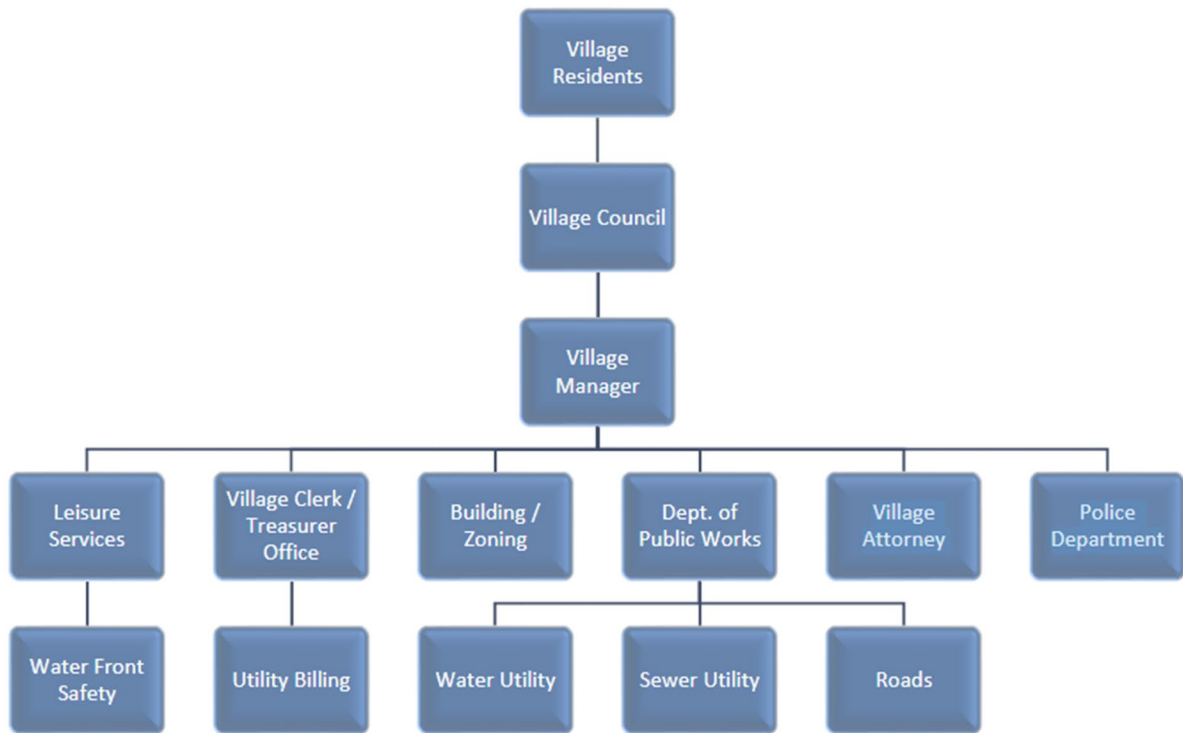 Village
Residents
Village Council
Village
Manager
Leisure
Services
Village Clerk /
Treasurer
Office
Building /
Zoning
Dept. of
Public Works
Village
Attorney
Police
Department
Water Front
Safety
Utility Billing
Water Utility
Sewer Utility
Roads